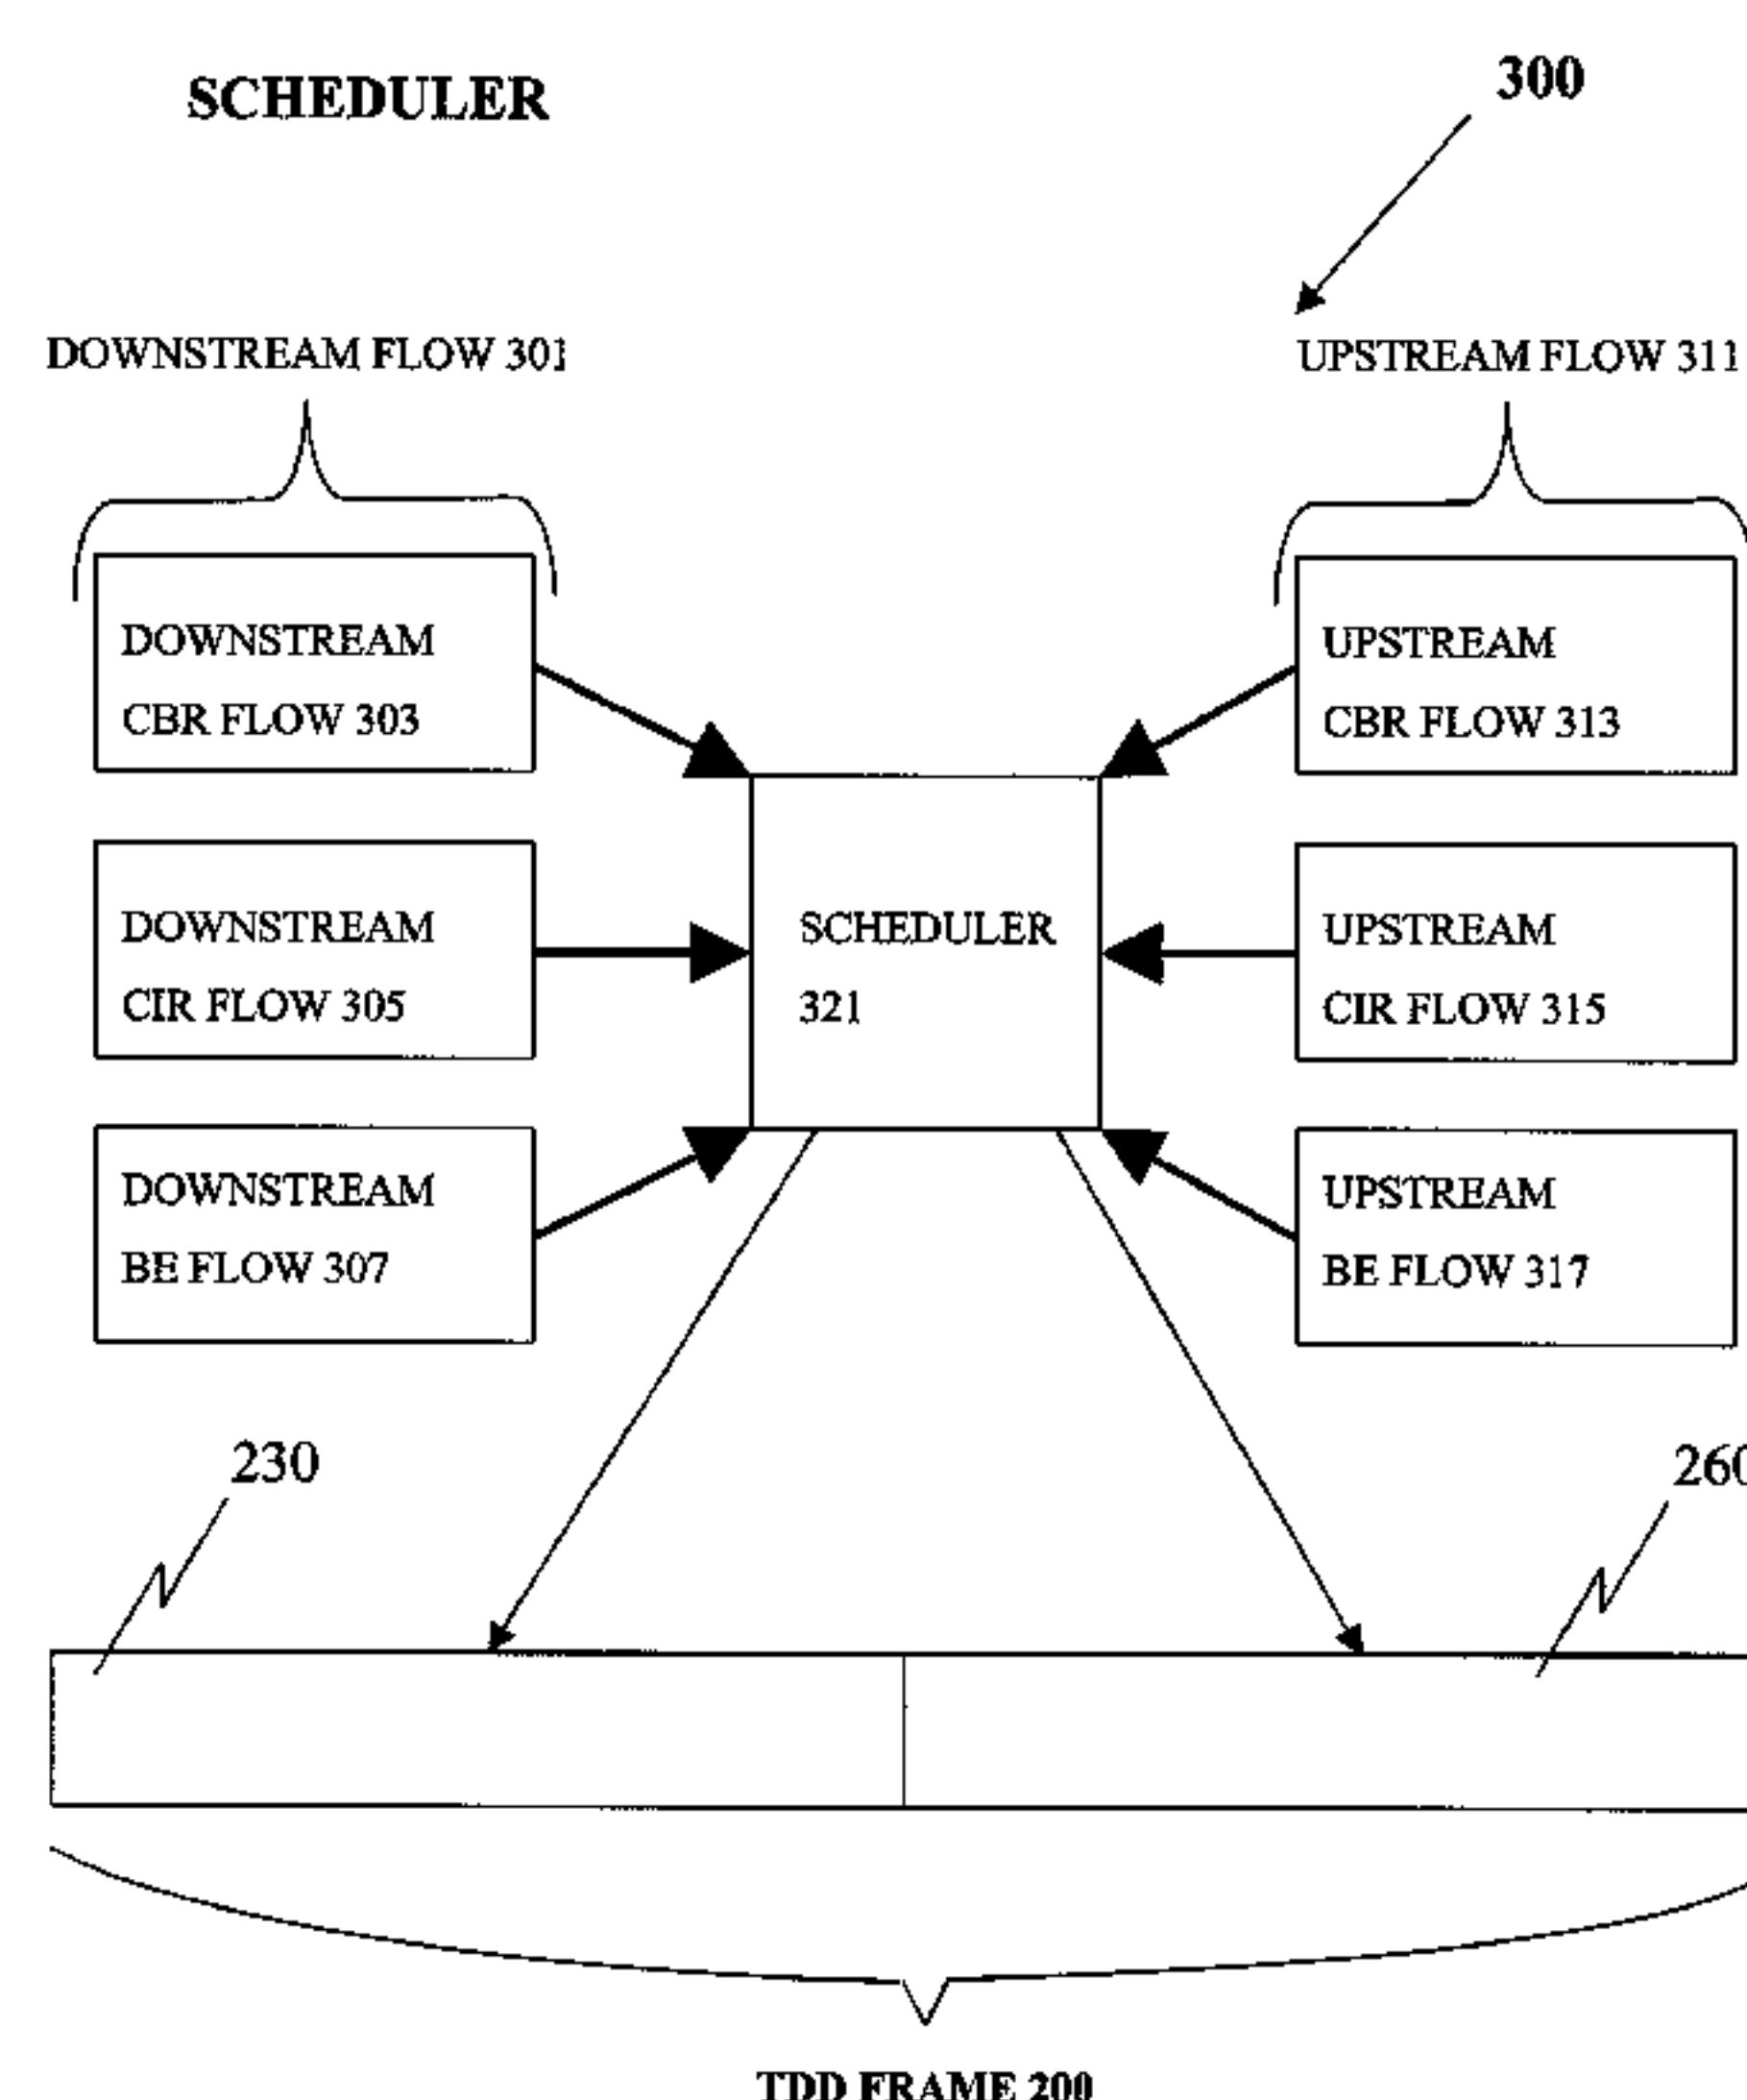 SCHEDULER
300
DOWNSTREAM FLOW 301
UPSTREAM FLOW 311
DOWNSTREAM
CBR FLOW 303
UPSTREAM
CBR FLOW 313
DOWNSTREAM
CIR FLOW 305
SCHEDULER
321
UPSTREAM
CIR FLOW 315
DOWNSTREAM
BE FLOW 307
UPSTREAM
BE FLOW 317
230
260
TDD FRAME 200